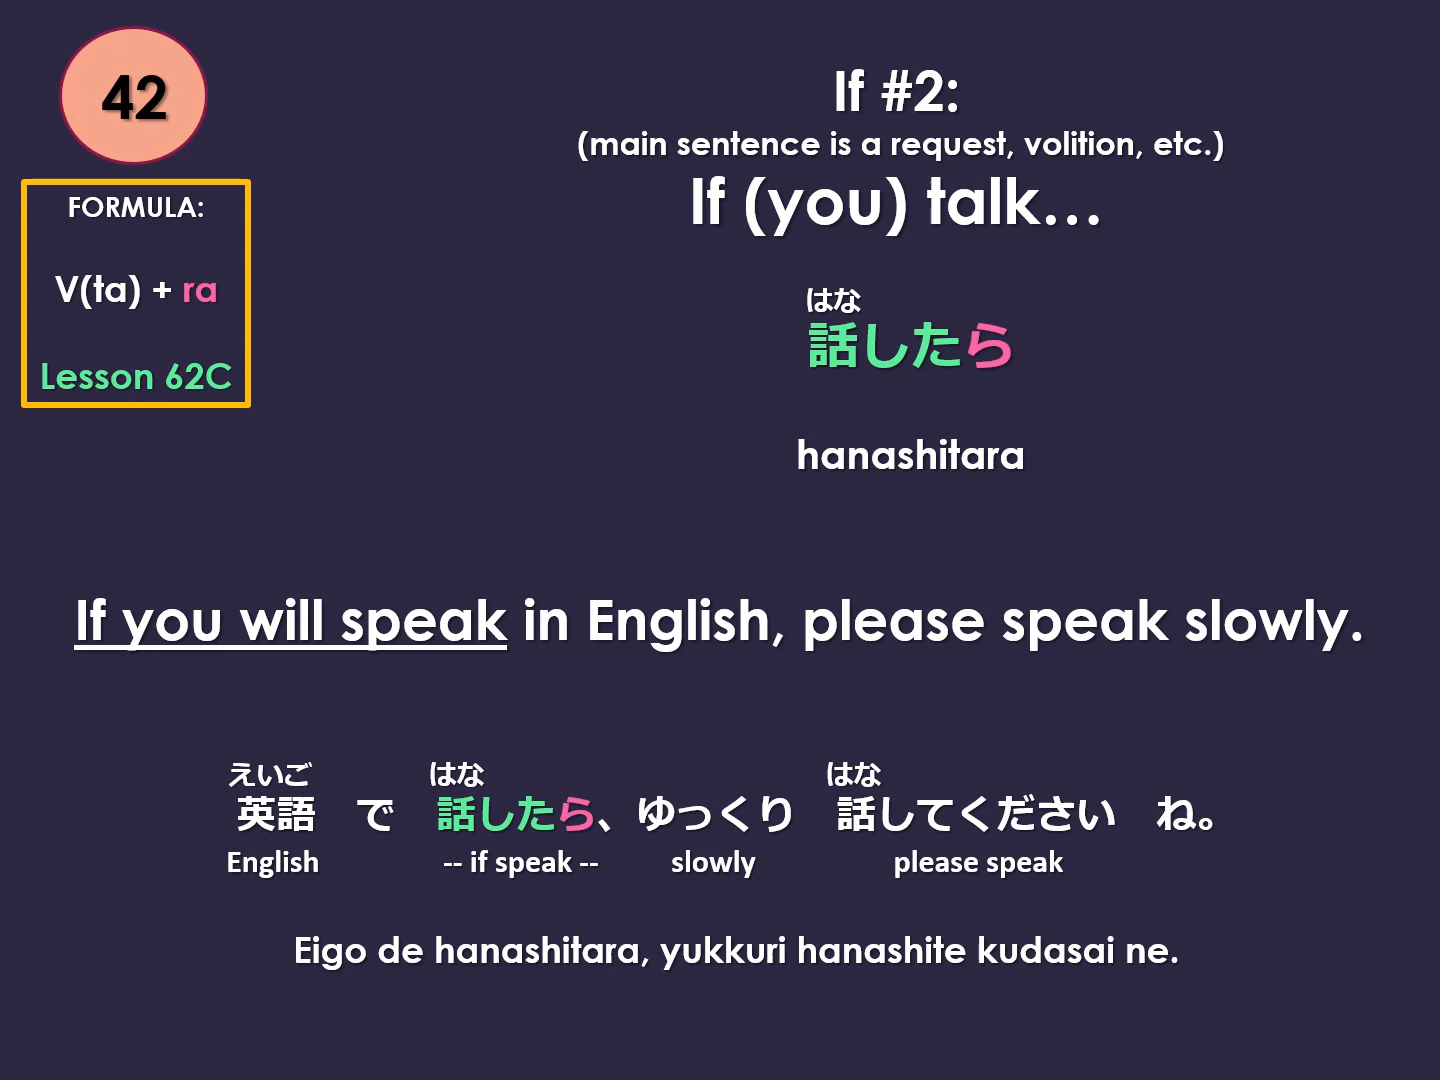 42
FORMULA:
V(ta) + ra
Lesson 62C
If #2:
(main sentence is a request, volition, etc.)
If (you) talk…
はな
話したら
hanashitara
If you will speak in English, please speak slowly.
えいご はな はな
英語 で 話したら、ゆっくり 話してください ね。
English -- if speak -- slowly please speak
Eigo de hanashitara, yukkuri hanashite kudasai ne.